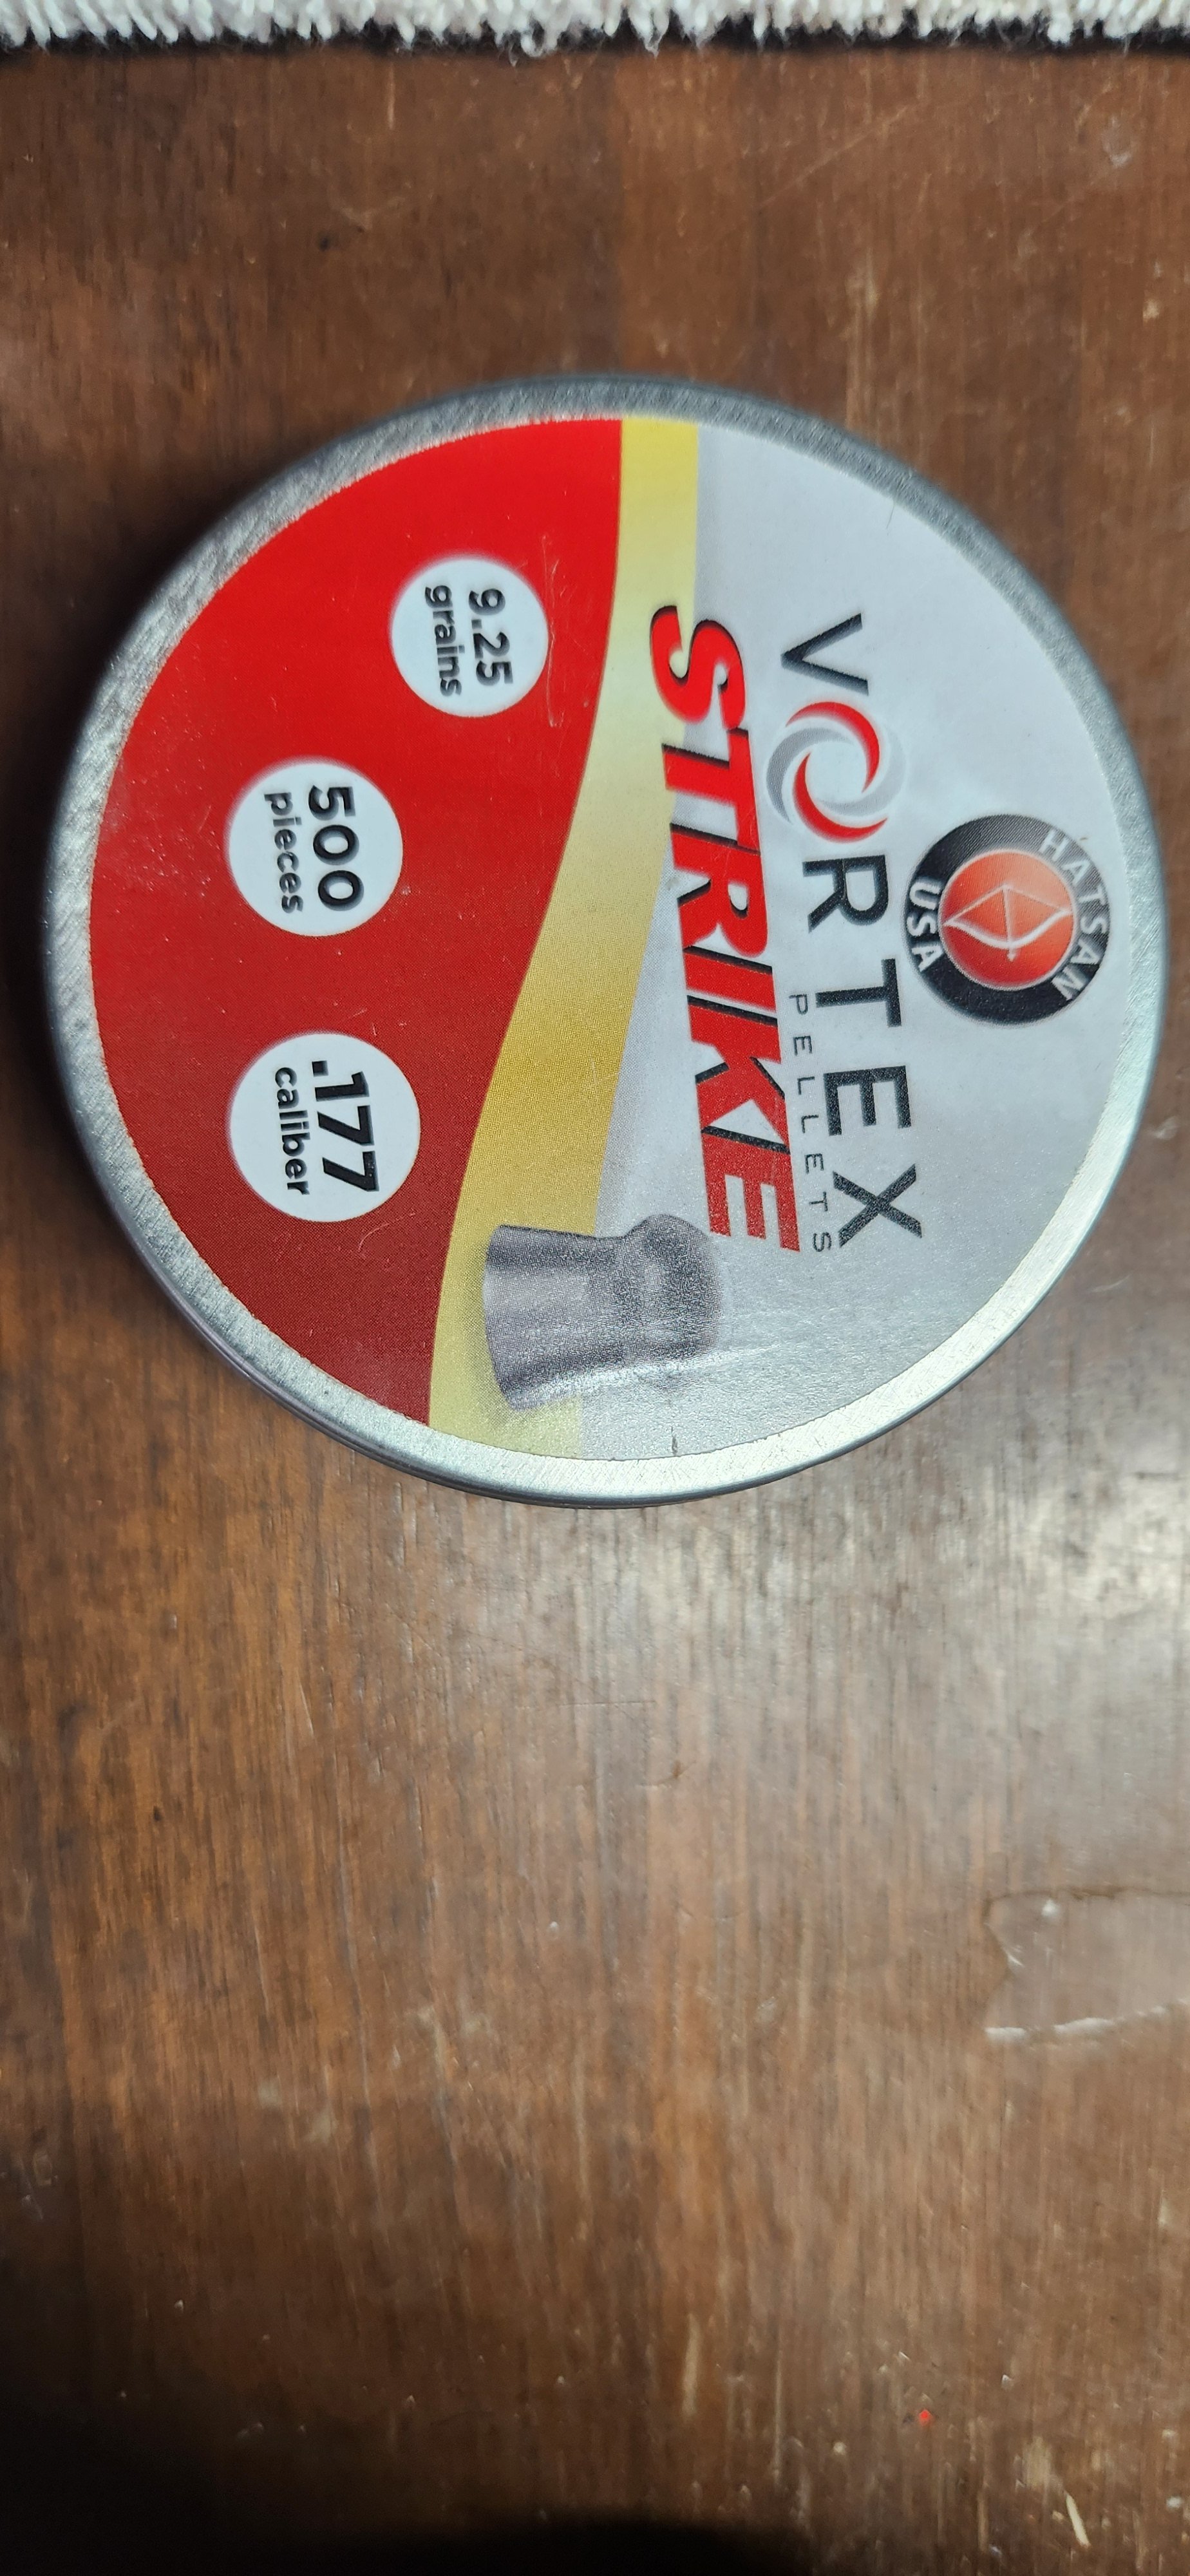 HATSAN
USA
VORTEX
PELLETS
STRIKE
9.25
grains
500
pieces
.177
caliber